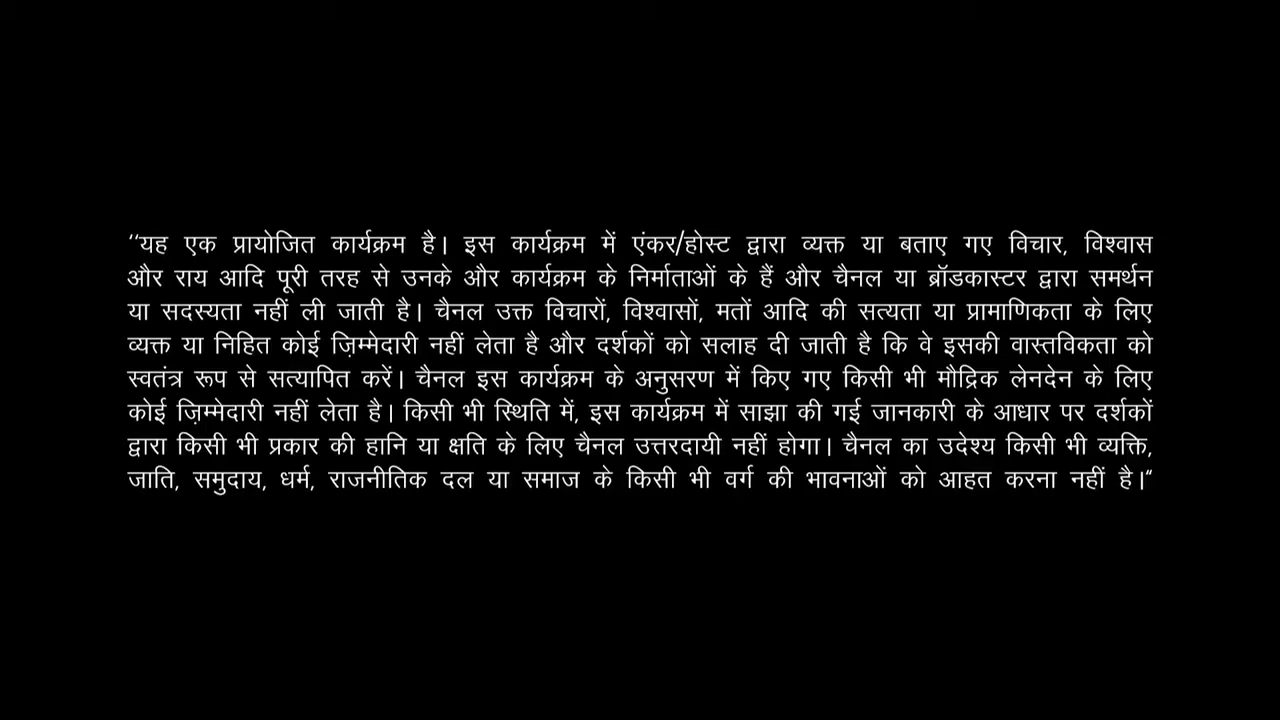 ‘‘यह एक प्रायोजित कार्यक्रम है। इस कार्यक्रम में एंकर/होस्ट द्वारा व्यक्त या बताए गए विचार, विश्वास
और राय आदि पूरी तरह से उनके और कार्यक्रम के निर्माताओं के हैं और चैनल या ब्रॉडकास्टर द्वारा समर्थन
या सदस्यता नहीं ली जाती है। चैनल उक्त विचारों, विश्वासों, मतों आदि की सत्यता या प्रामाणिकता के लिए
व्यक्त या निहित कोई ज़िम्मेदारी नहीं लेता है और दर्शकों को सलाह दी जाती है कि वे इसकी वास्तविकता को
स्वतंत्र रूप से सत्यापित करें। चैनल इस कार्यक्रम के अनुसरण में किए गए किसी भी मौद्रिक लेनदेन के लिए
कोई ज़िम्मेदारी नहीं लेता है। किसी भी स्थिति में, इस कार्यक्रम में साझा की गई जानकारी के आधार पर दर्शकों
द्वारा किसी भी प्रकार की हानि या क्षति के लिए चैनल उत्तरदायी नहीं होगा। चैनल का उदेश्य किसी भी व्यक्ति,
जाति, समुदाय, धर्म, राजनीतिक दल या समाज के किसी भी वर्ग की भावनाओं को आहत करना नहीं है।“